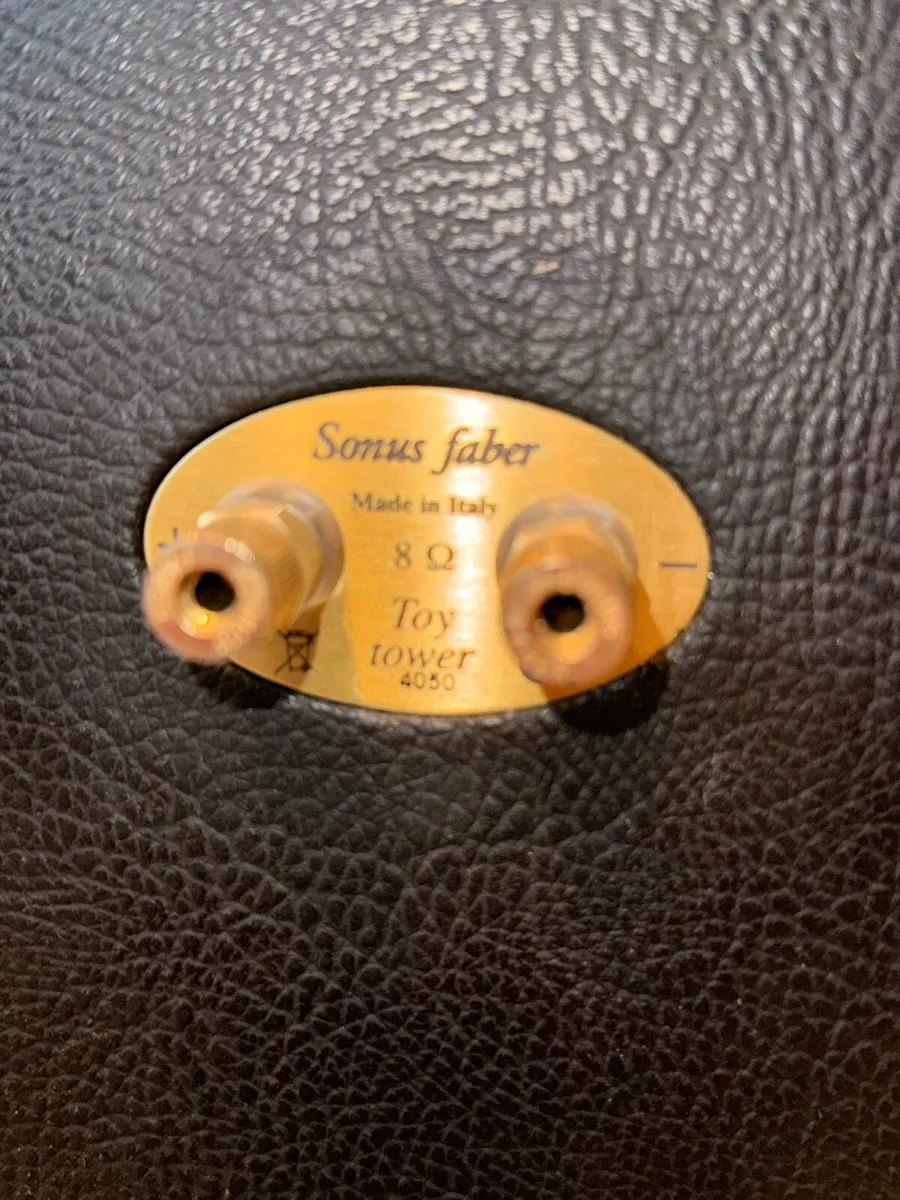 Sonus faber
Made in Italy
+
8 Ω
−
Toy
tower
4050